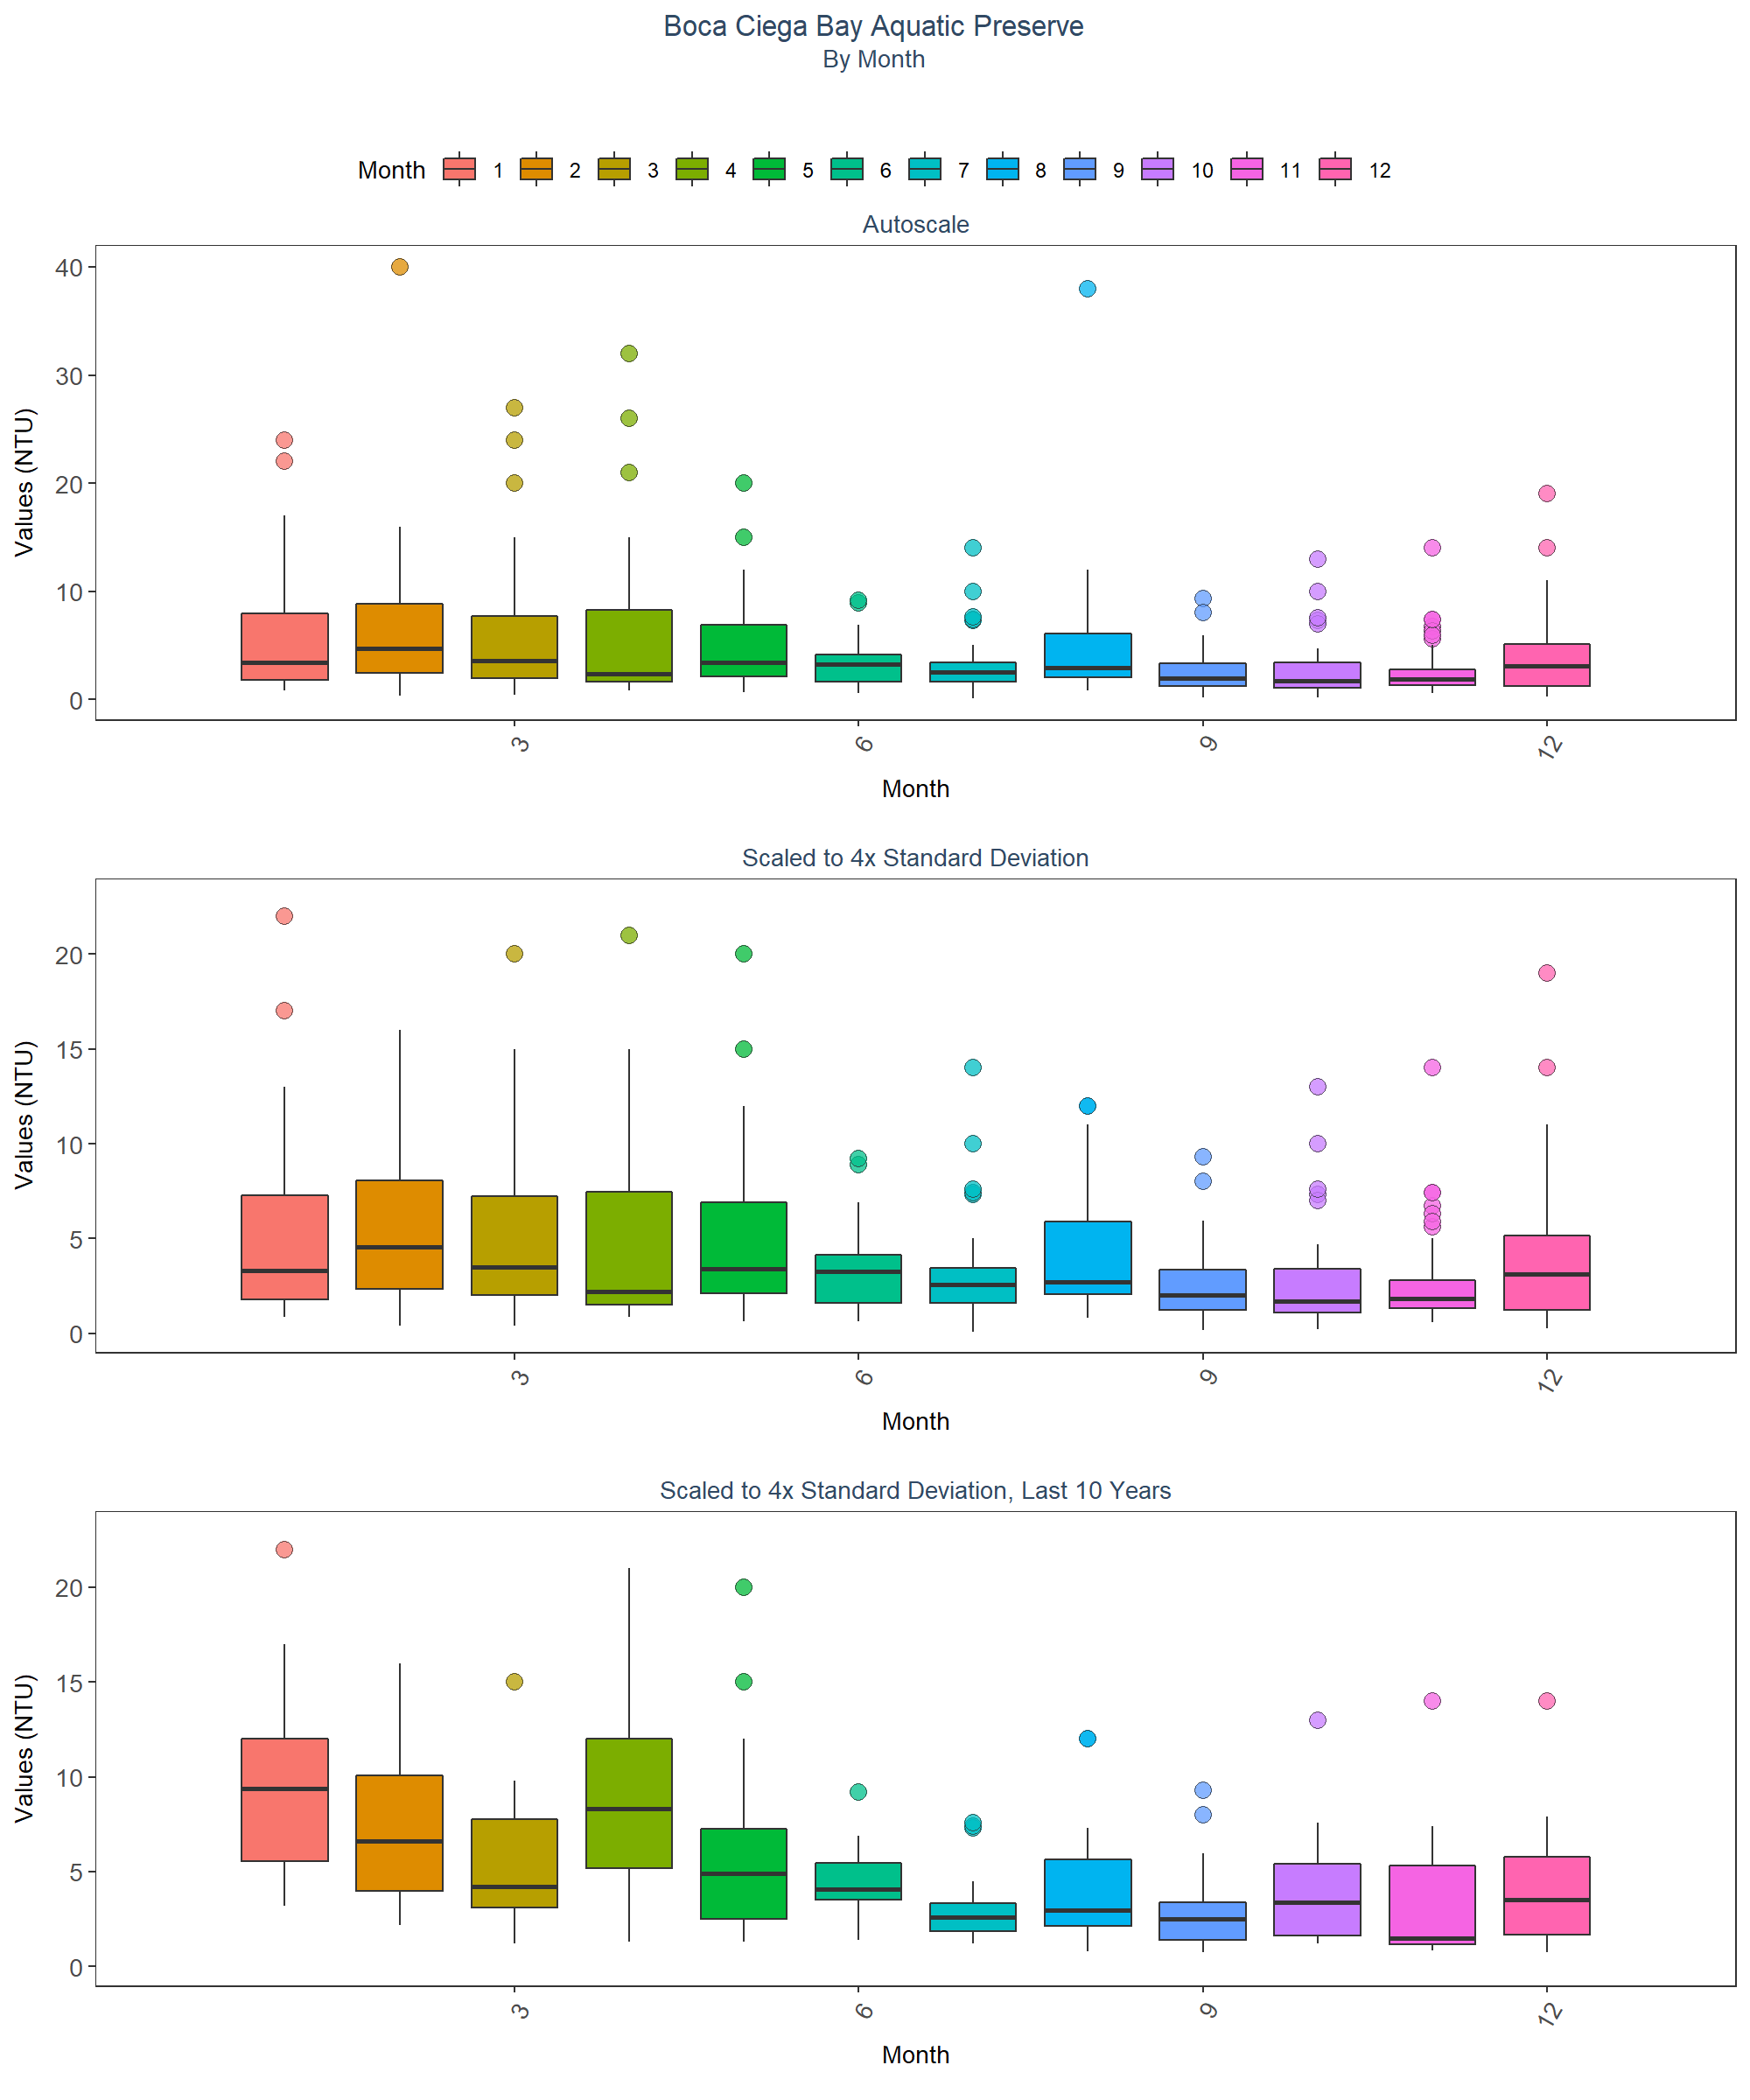 Boca Ciega Bay Aquatic Preserve
By Month
Month 1 2 3 4 5 6 7 8 9 10 11 12
Autoscale
Values (NTU)
40
30
20
10
0
3 6 9 12
Month
Scaled to 4x Standard Deviation
Values (NTU)
20
15
10
5
0
3 6 9 12
Month
Scaled to 4x Standard Deviation, Last 10 Years
Values (NTU)
20
15
10
5
0
3 6 9 12
Month